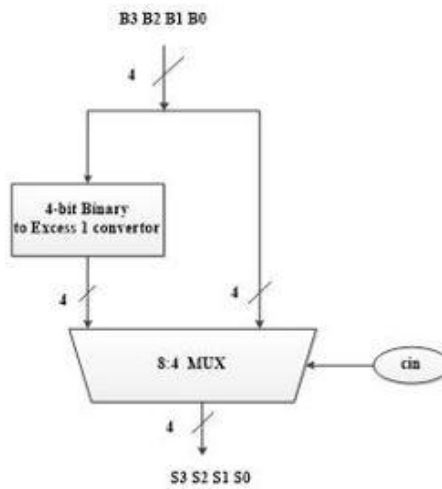 B3 B2 B1 B0
4
4-bit Binary
to Excess 1 convertor
4
4
8:4 MUX
cin
4
S3 S2 S1 S0